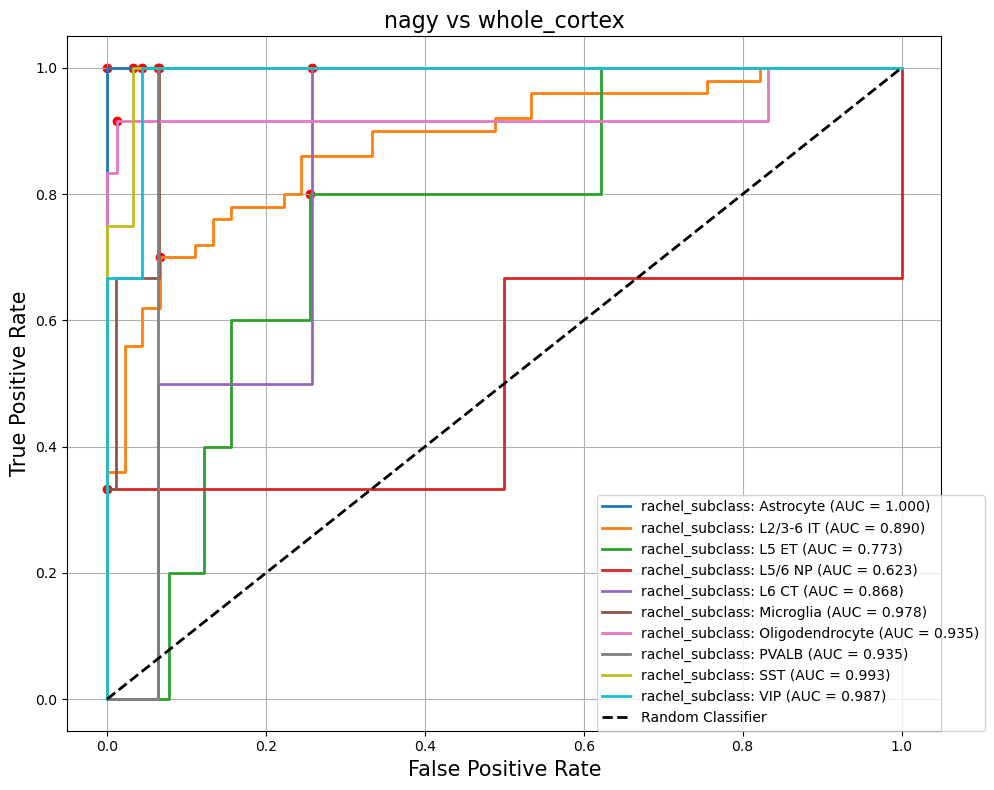 nagy vs whole_cortex
True Positive Rate
1.0
0.8
0.6
0.4
0.2
0.0
rachel_subclass: Astrocyte (AUC = 1.000)
rachel_subclass: L2/3-6 IT (AUC = 0.890)
rachel_subclass: L5 ET (AUC = 0.773)
rachel_subclass: L5/6 NP (AUC = 0.623)
rachel_subclass: L6 CT (AUC = 0.868)
rachel_subclass: Microglia (AUC = 0.978)
rachel_subclass: Oligodendrocyte (AUC = 0.935)
rachel_subclass: PVALB (AUC = 0.935)
rachel_subclass: SST (AUC = 0.993)
rachel_subclass: VIP (AUC = 0.987)
Random Classifier
0.0 0.2 0.4 0.6 0.8 1.0
False Positive Rate